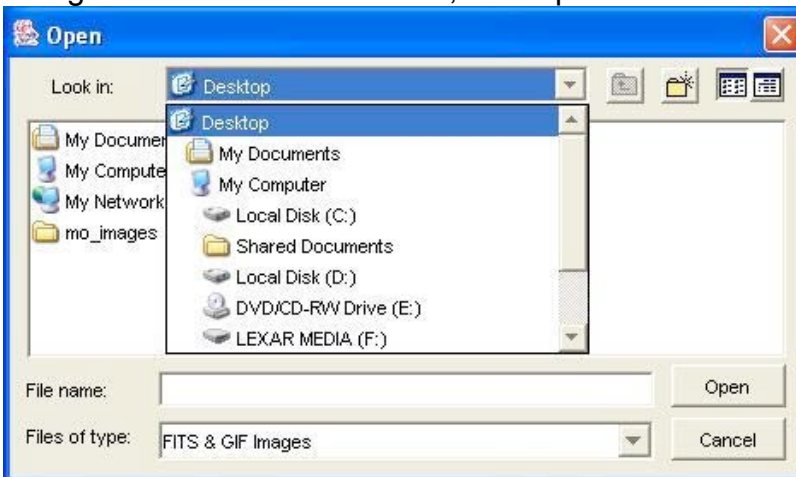 Open
Look in: Desktop
Desktop
My Documents
My Computer
Local Disk (C:)
Shared Documents
Local Disk (D:)
DVD/CD-RW Drive (E:)
LEXAR MEDIA (F:)
My Documen
My Compute
My Network
mo_images
File name: Open
Files of type: FITS & GIF Images Cancel